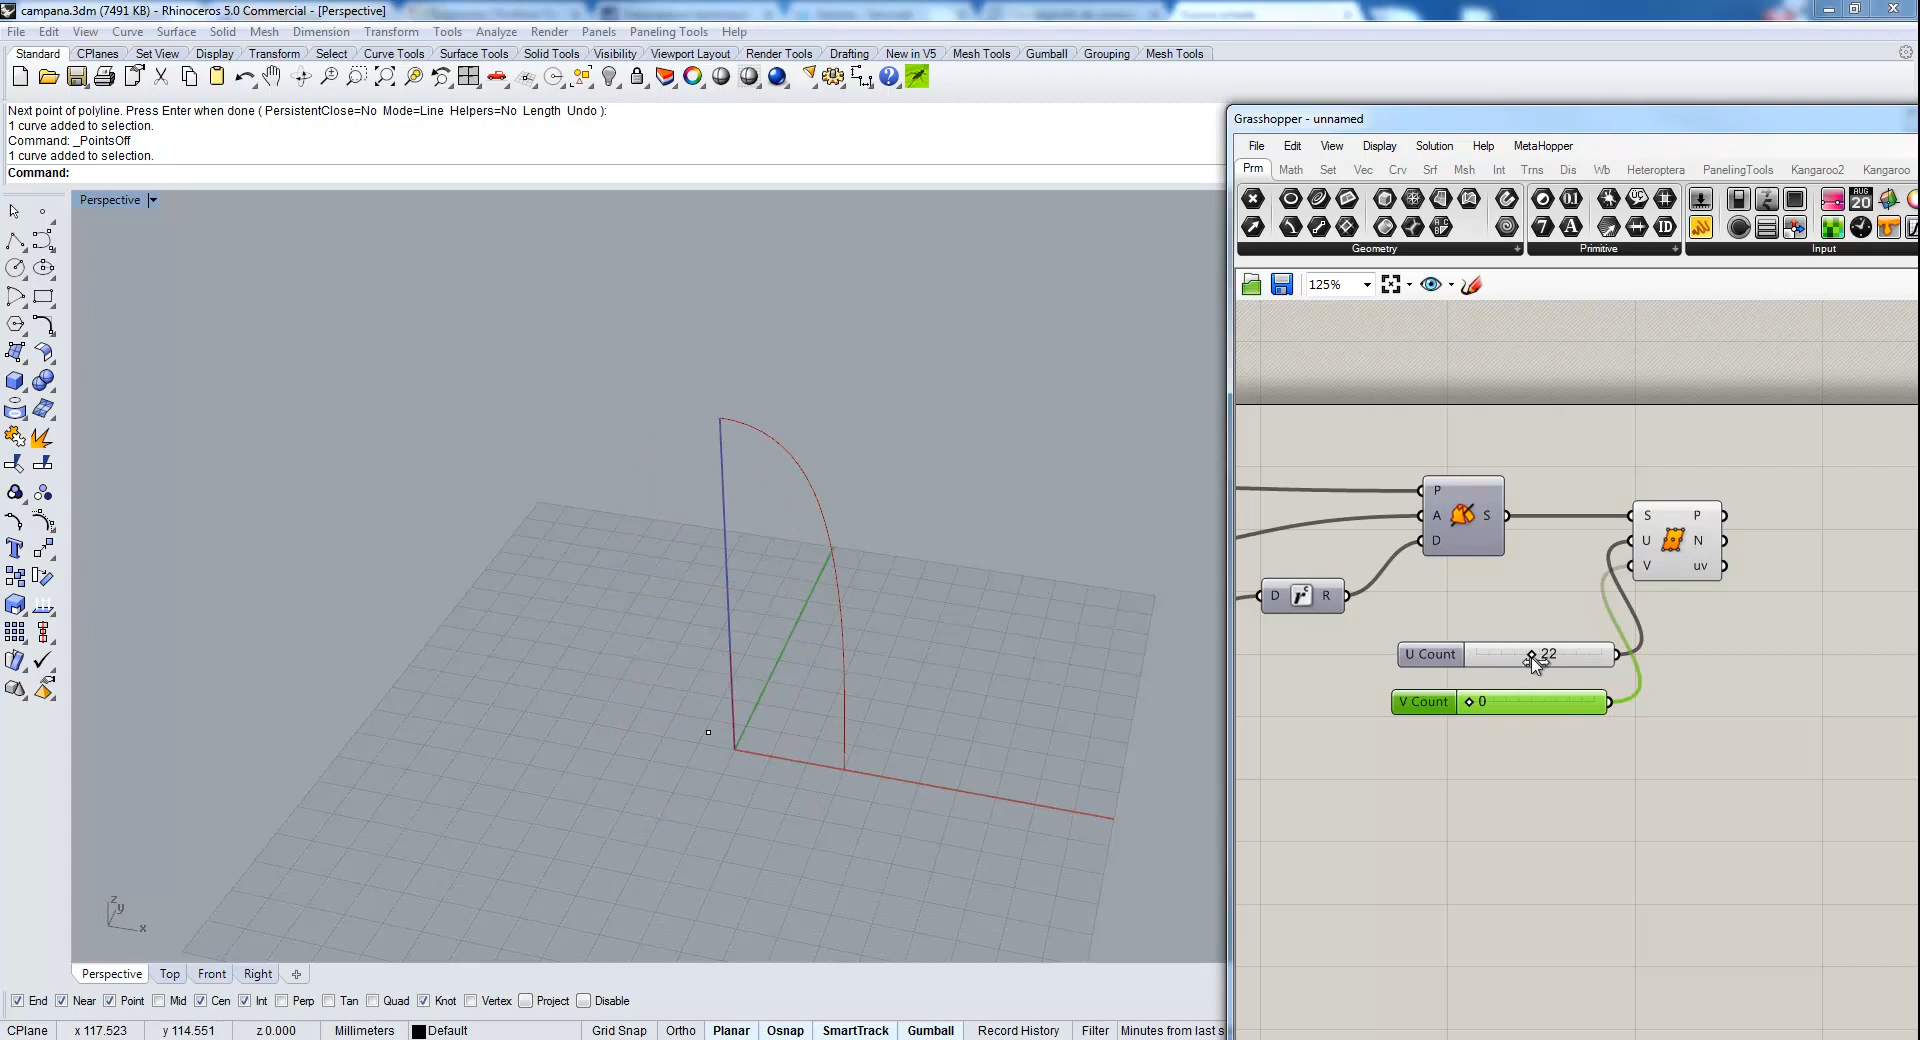 campana.3dm (7491 KB) - Rhinoceros 5.0 Commercial - [Perspective]
File Edit View Curve Surface Solid Mesh Dimension Transform Tools Analyze Render Panels Paneling Tools Help
Standard CPlanes Set View Display Transform Select Curve Tools Surface Tools Solid Tools Visibility Viewport Layout Render Tools Drafting New in V5 Mesh Tools Gumball Grouping Mesh Tools
Next point of polyline. Press Enter when done ( PersistentClose=No Mode=Line Helpers=No Length Undo ):
1 curve added to selection.
Command: _PointsOff
1 curve added to selection.
Command:
Perspective
Grasshopper - unnamed
File Edit View Display Solution Help MetaHopper
Prm Math Set Vec Crv Srf Msh Int Trns Dis Wb Heteroptera PanelingTools Kangaroo2 Kangaroo
AUG 20
Geometry Primitive Input
125%
P
A S
D
S P
U N
V uv
D R
U Count 22
V Count 0
z
y
x
Perspective Top Front Right
End Near Point Mid Cen Int Perp Tan Quad Knot Vertex Project Disable
CPlane x 117.523 y 114.551 z 0.000 Millimeters Default Grid Snap Ortho Planar Osnap SmartTrack Gumball Record History Filter Minutes from last s